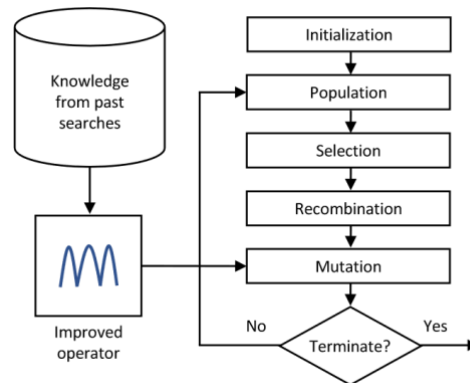 Knowledge
from past
searches
Improved
operator
Initialization
Population
Selection
Recombination
Mutation
No
Yes
Terminate?